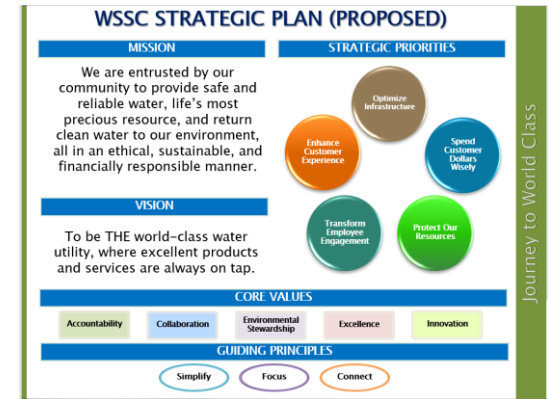 WSSC STRATEGIC PLAN (PROPOSED)
MISSION
We are entrusted by our
community to provide safe and
reliable water, life's most
precious resource, and return
clean water to our environment,
all in an ethical, sustainable, and
financially responsible manner.
VISION
To be THE world-class water
utility, where excellent products
and services are always on tap.
STRATEGIC PRIORITIES
Optimize
Infrastructure
Enhance
Customer
Experience
Spend
Customer
Dollars
Wisely
Transform
Employee
Engagement
Protect Our
Resources
CORE VALUES
Accountability
Collaboration
Environmental
Stewardship
Excellence
Innovation
GUIDING PRINCIPLES
Simplify
Focus
Connect
Journey to World Class